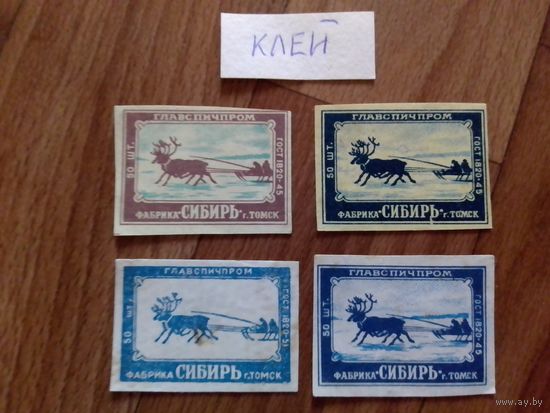 КЛЕЙ
ГЛАВСПИЧПРОМ
50 ШТ.
ГОСТ 1820-45
ФАБРИКА "СИБИРЬ" г. ТОМСК
ГЛАВСПИЧПРОМ
50 ШТ.
ГОСТ 1820-45
ФАБРИКА "СИБИРЬ" г. ТОМСК
ГЛАВСПИЧПРОМ
50 ШТ.
ГОСТ 1820-51
ФАБРИКА СИБИРЬ г. ТОМСК
ГЛАВСПИЧПРОМ
50 ШТ.
ГОСТ 1820-45
ФАБРИКА "СИБИРЬ" г. ТОМСК
www.ay.by